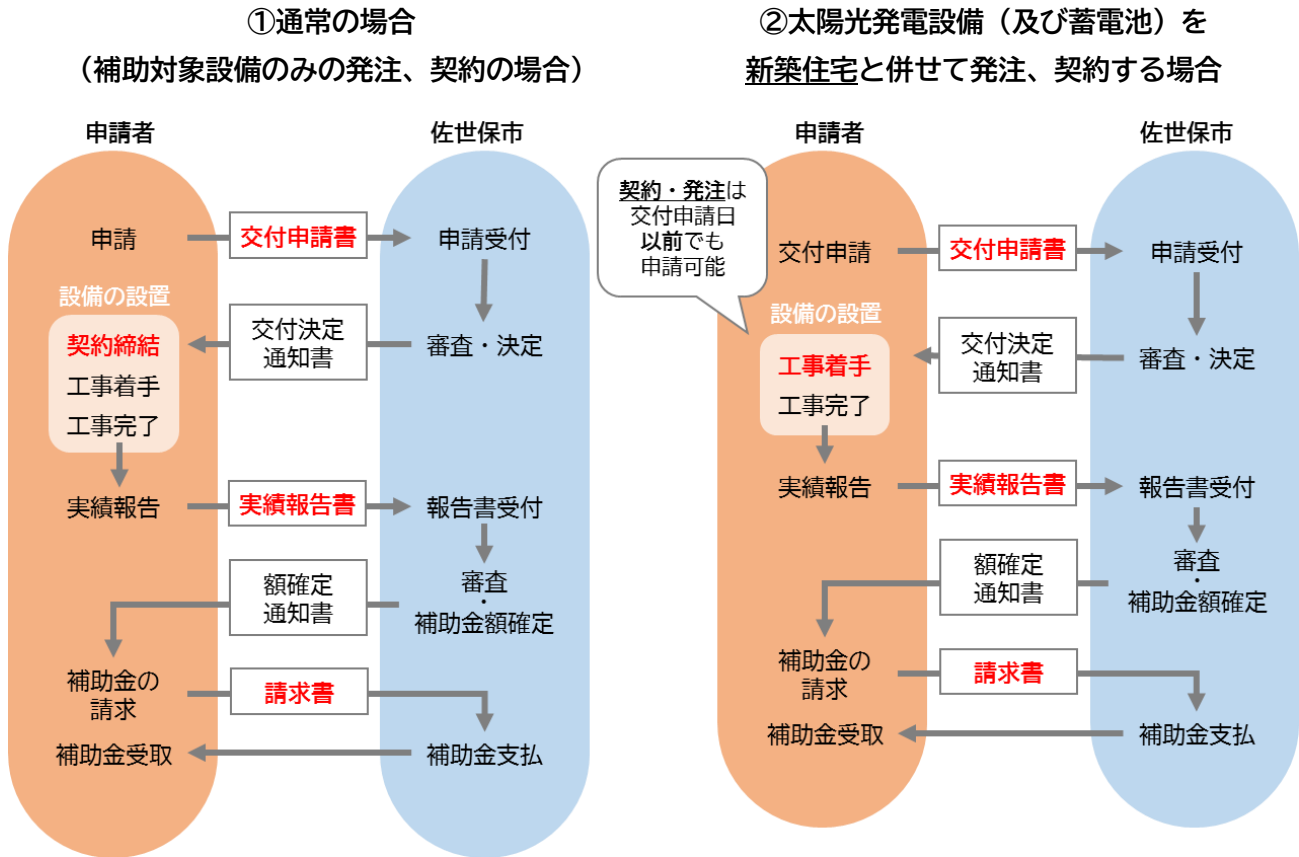 ①通常の場合
（補助対象設備のみの発注、契約の場合）
申請者
佐世保市
申請
交付申請書
申請受付
設備の設置
契約締結
工事着手
工事完了
交付決定
通知書
審査・決定
実績報告
実績報告書
報告書受付
額確定
通知書
審査
・
補助金額確定
補助金の
請求
請求書
補助金受取
補助金支払
②太陽光発電設備（及び蓄電池）を
新築住宅と併せて発注、契約する場合
申請者
佐世保市
契約・発注は
交付申請日
以前でも
申請可能
交付申請
交付申請書
申請受付
設備の設置
工事着手
工事完了
交付決定
通知書
審査・決定
実績報告
実績報告書
報告書受付
額確定
通知書
審査
・
補助金額確定
補助金の
請求
請求書
補助金受取
補助金支払